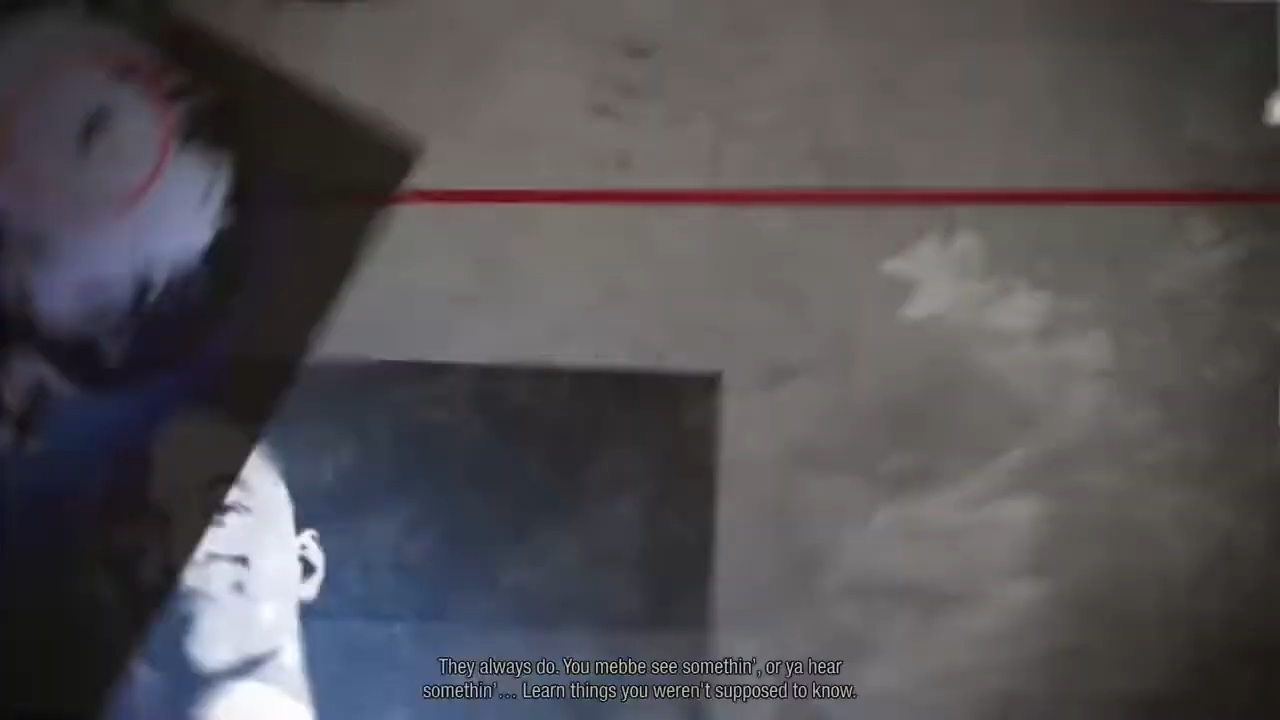 They always do. You mebbe see somethin', or ya hear
somethin'... Learn things you weren't supposed to know.